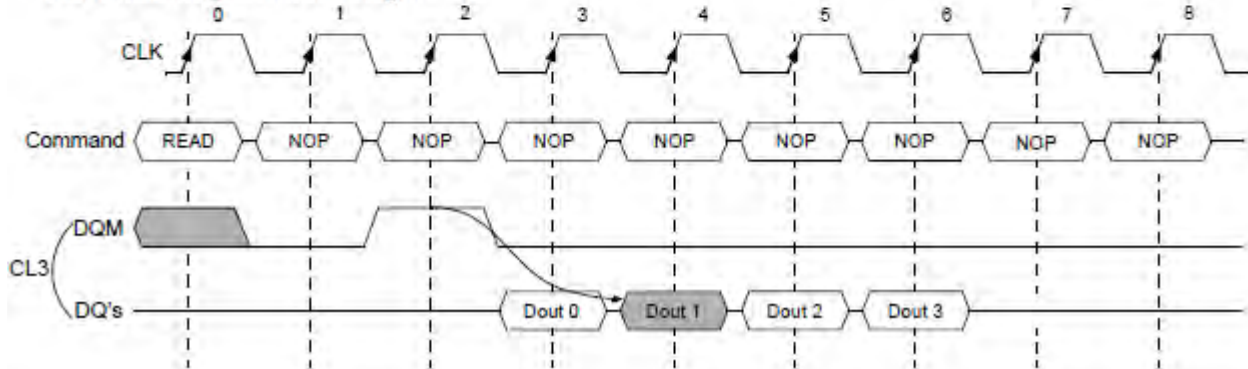 0 1 2 3 4 5 6 7 8
CLK
Command READ NOP NOP NOP NOP NOP NOP NOP NOP
DQM
CL3
DQ's Dout 0 Dout 1 Dout 2 Dout 3